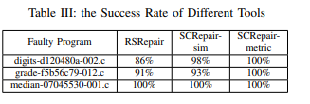 Table III: the Success Rate of Different Tools
Faulty Program RSRepair SCRepair-sim SCRepair-metric
digits-d120480a-002.c 86% 98% 100%
grade-f5b56c79-012.c 91% 93% 100%
median-07045530-001.c 100% 100% 100%